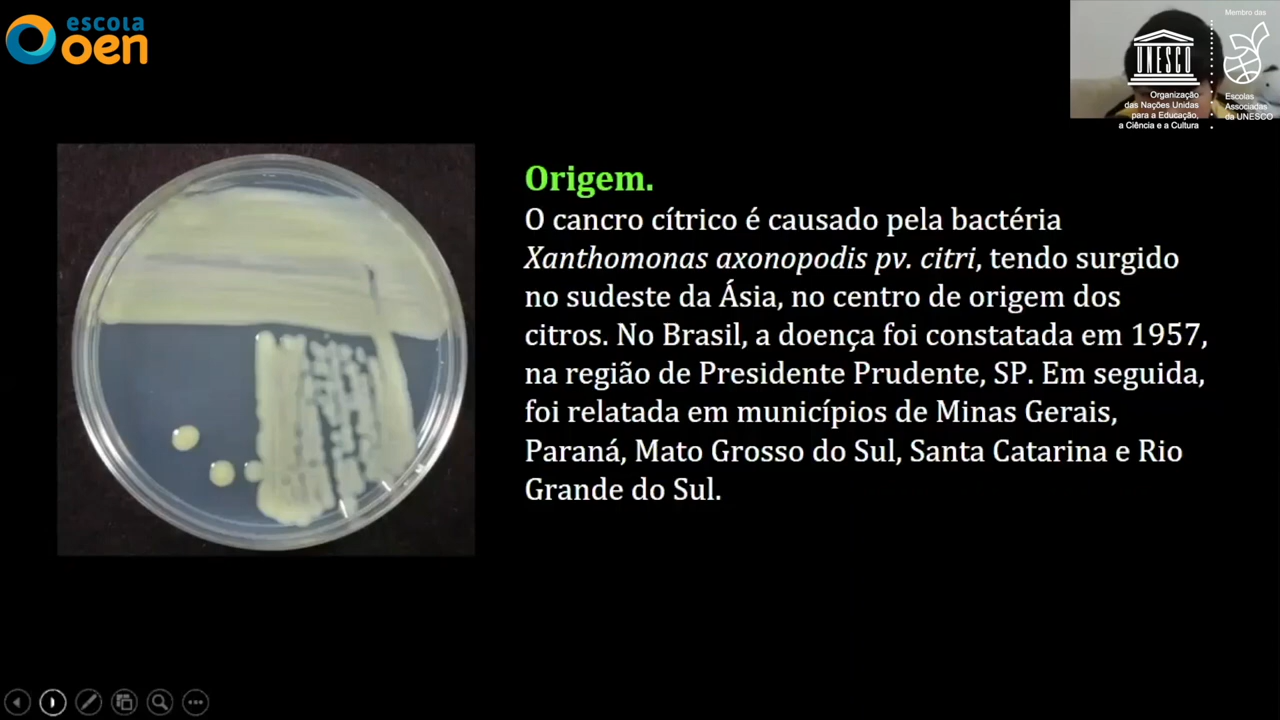 escola
oen
Membro das
UNESCO
Organização
das Nações Unidas
para a Educação,
a Ciência e a Cultura
Escolas
Associadas
da UNESCO
Origem.
O cancro cítrico é causado pela bactéria
Xanthomonas axonopodis pv. citri, tendo surgido
no sudeste da Ásia, no centro de origem dos
citros. No Brasil, a doença foi constatada em 1957,
na região de Presidente Prudente, SP. Em seguida,
foi relatada em municípios de Minas Gerais,
Paraná, Mato Grosso do Sul, Santa Catarina e Rio
Grande do Sul.